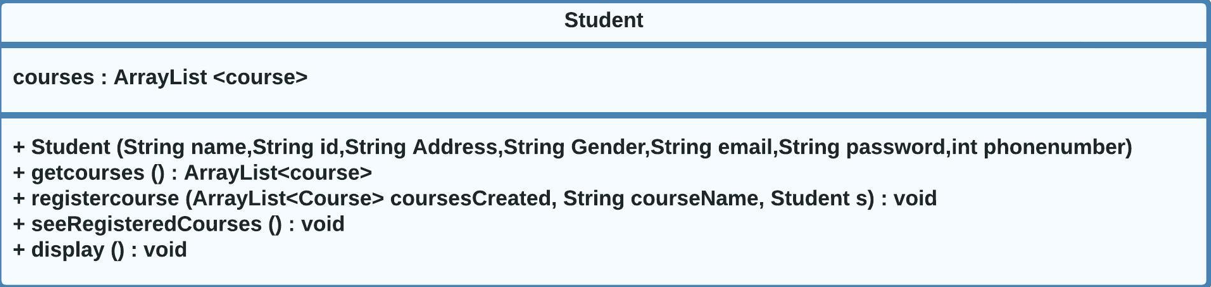 Student
courses : ArrayList <course>
+ Student (String name,String id,String Address,String Gender,String email,String password,int phonenumber)
+ getcourses () : ArrayList<course>
+ registercourse (ArrayList<Course> coursesCreated, String courseName, Student s) : void
+ seeRegisteredCourses () : void
+ display () : void